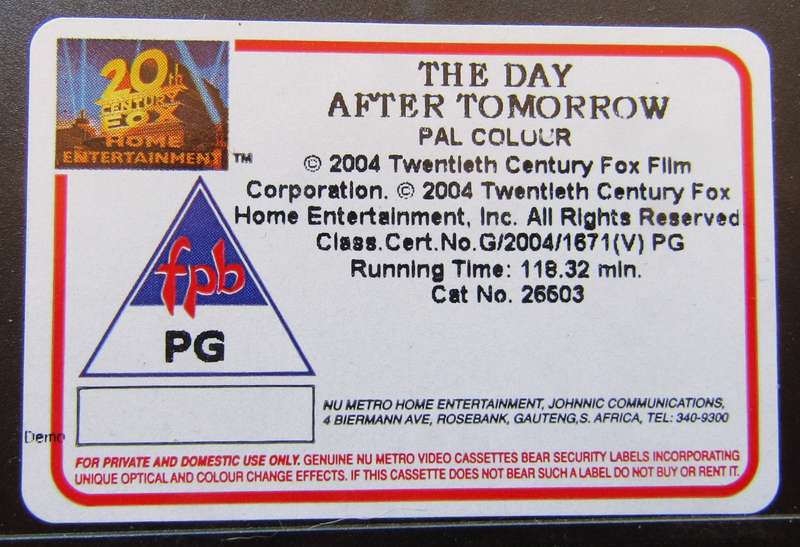 20th
CENTURY
FOX
HOME
ENTERTAINMENT TM
THE DAY
AFTER TOMORROW
PAL COLOUR
© 2004 Twentieth Century Fox Film
Corporation. © 2004 Twentieth Century Fox
Home Entertainment, Inc. All Rights Reserved
Class.Cert.No.G/2004/1671(V) PG
Running Time: 118.32 min.
Cat No. 26603
fpb
PG
NU METRO HOME ENTERTAINMENT, JOHNNIC COMMUNICATIONS,
4 BIERMANN AVE, ROSEBANK, GAUTENG,S. AFRICA, TEL: 340-9300
Demo
FOR PRIVATE AND DOMESTIC USE ONLY. GENUINE NU METRO VIDEO CASSETTES BEAR SECURITY LABELS INCORPORATING
UNIQUE OPTICAL AND COLOUR CHANGE EFFECTS. IF THIS CASSETTE DOES NOT BEAR SUCH A LABEL DO NOT BUY OR RENT IT.